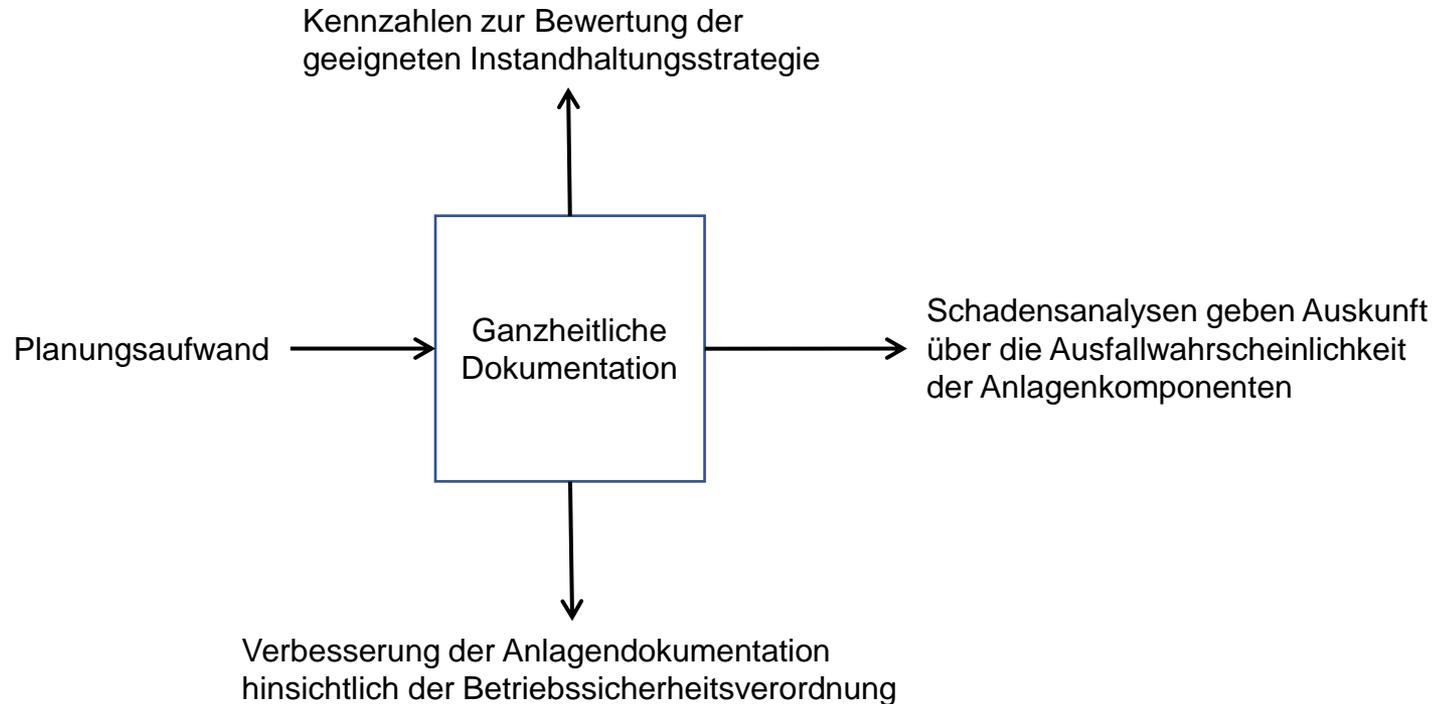 Kennzahlen zur Bewertung der
geeigneten Instandhaltungsstrategie
Planungsaufwand
Ganzheitliche
Dokumentation
Schadensanalysen geben Auskunft
über die Ausfallwahrscheinlichkeit
der Anlagenkomponenten
Verbesserung der Anlagendokumentation
hinsichtlich der Betriebssicherheitsverordnung